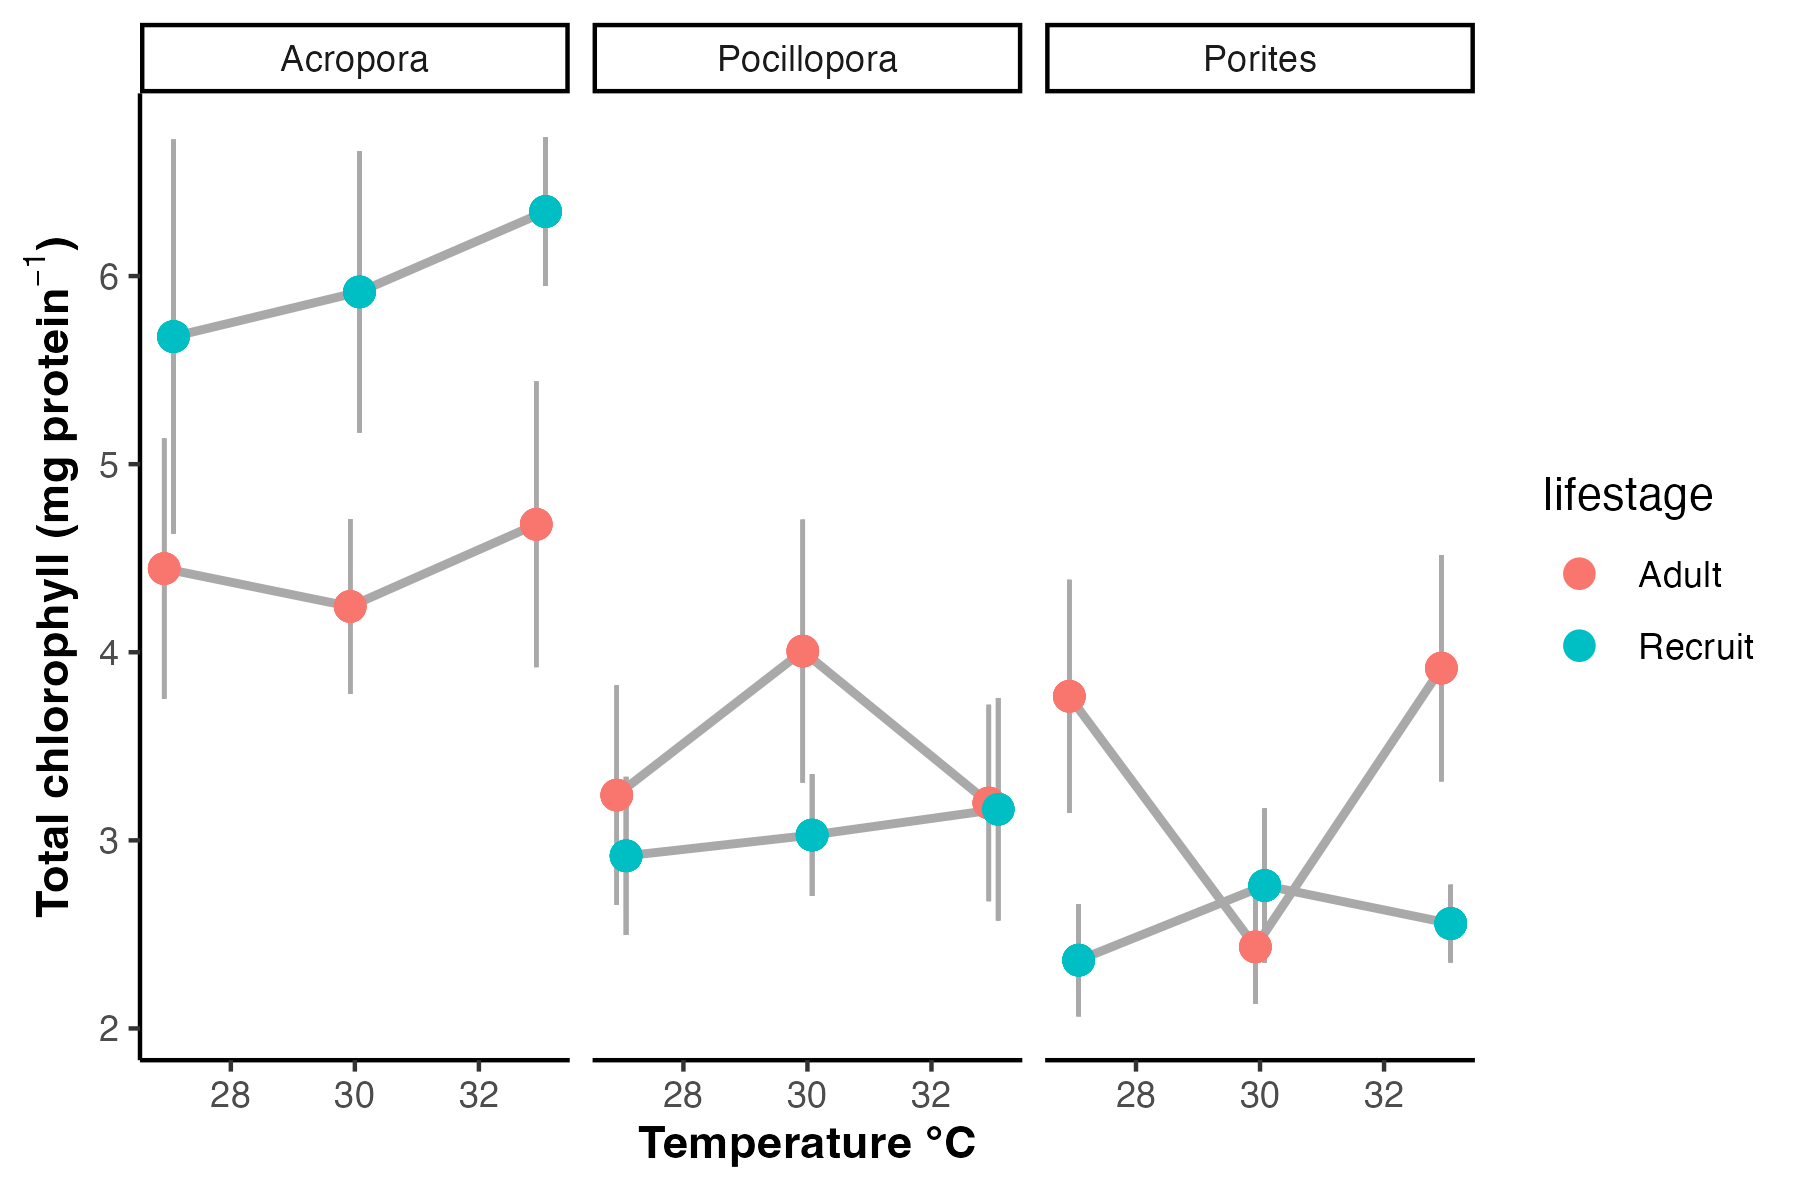 Acropora
Pocillopora
Porites
Total chlorophyll (mg protein⁻¹)
6
5
4
3
2
28 30 32
28 30 32
28 30 32
Temperature °C
lifestage
Adult
Recruit